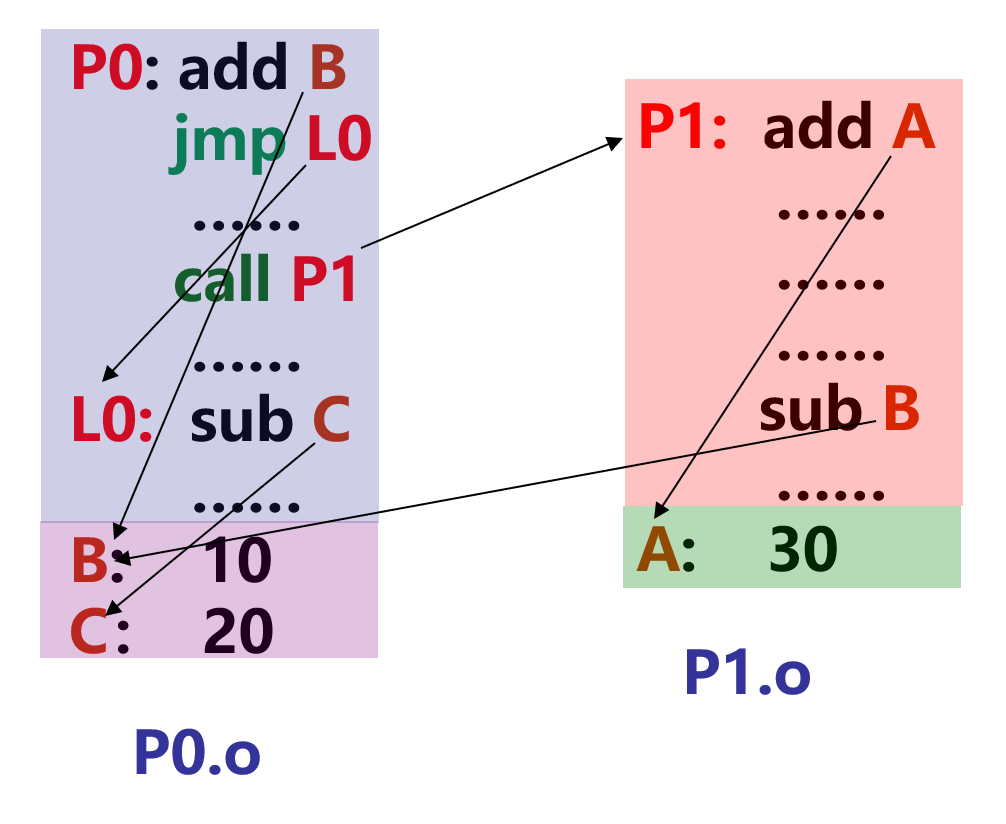 P0: add B
jmp L0
......
call P1
......
L0: sub C
......
B: 10
C: 20
P0.o
P1: add A
......
......
......
sub B
......
A: 30
P1.o